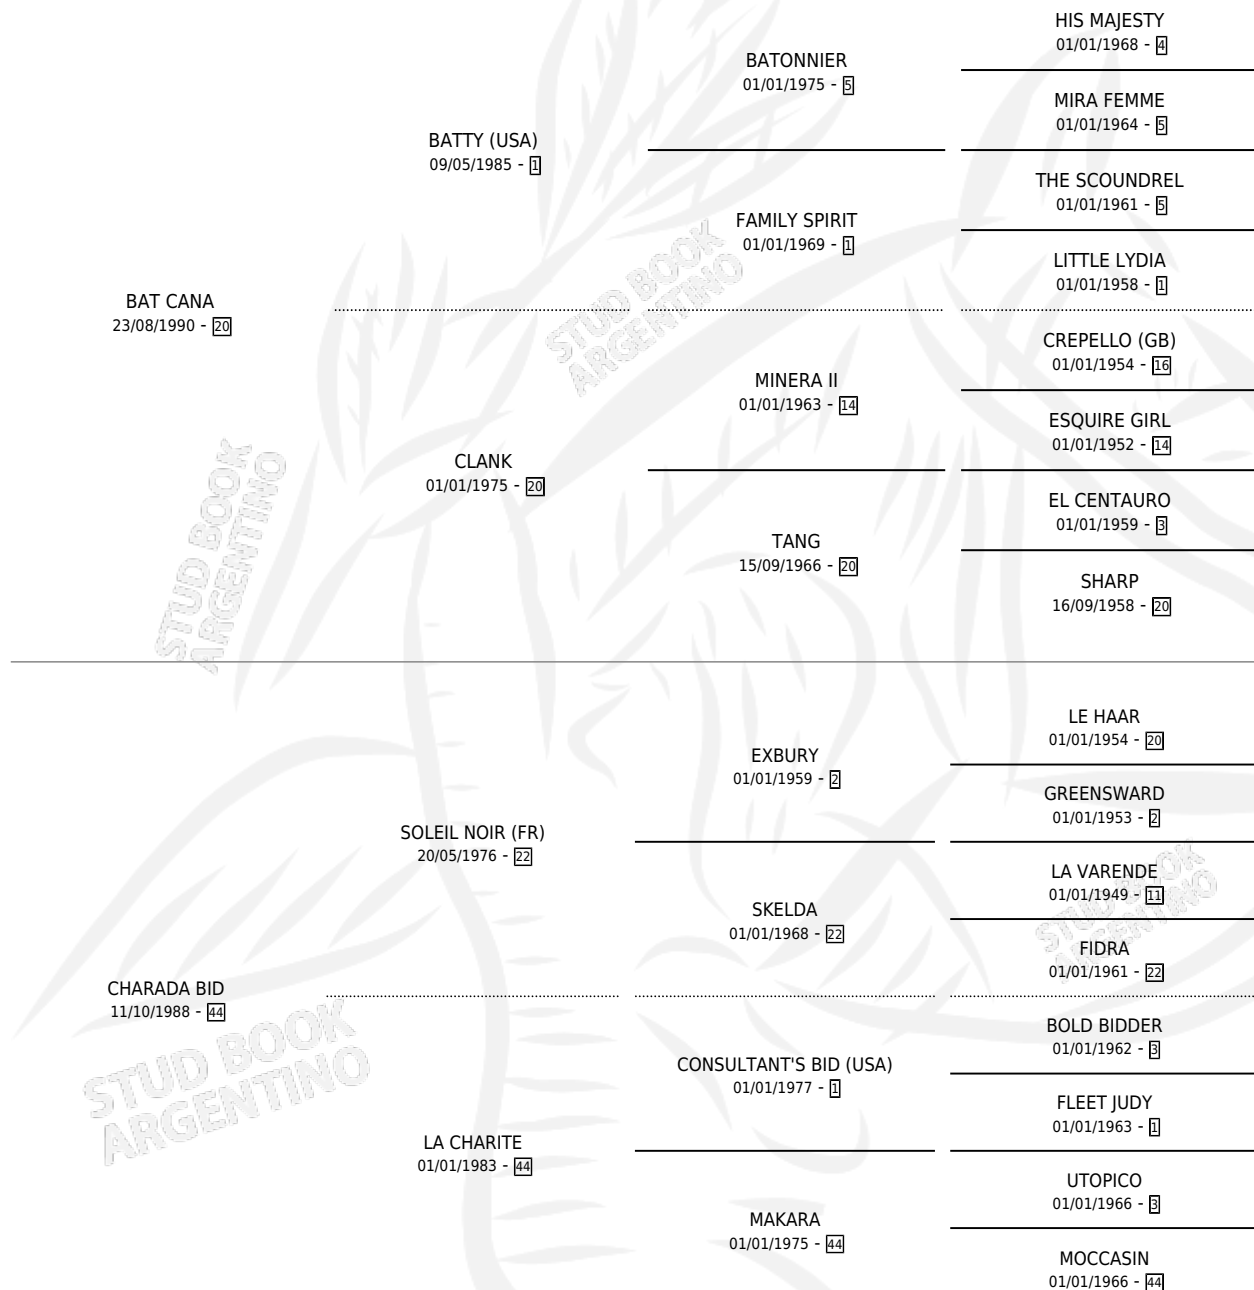 HIS MAJESTY
01/01/1968 - 4
BATONNIER
01/01/1975 - 5
MIRA FEMME
01/01/1964 - 5
BATTY (USA)
09/05/1985 - 1
THE SCOUNDREL
01/01/1961 - 5
FAMILY SPIRIT
01/01/1969 - 1
LITTLE LYDIA
01/01/1958 - 1
BAT CANA
23/08/1990 - 20
CREPELLO (GB)
01/01/1954 - 16
MINERA II
01/01/1963 - 14
ESQUIRE GIRL
01/01/1952 - 14
CLANK
01/01/1975 - 20
EL CENTAURO
01/01/1959 - 3
TANG
15/09/1966 - 20
SHARP
16/09/1958 - 20
LE HAAR
01/01/1954 - 20
EXBURY
01/01/1959 - 2
GREENSWARD
01/01/1953 - 2
SOLEIL NOIR (FR)
20/05/1976 - 22
LA VARENDE
01/01/1949 - 11
SKELDA
01/01/1968 - 22
FIDRA
01/01/1961 - 22
CHARADA BID
11/10/1988 - 44
BOLD BIDDER
01/01/1962 - 3
CONSULTANT'S BID (USA)
01/01/1977 - 1
FLEET JUDY
01/01/1963 - 1
LA CHARITE
01/01/1983 - 44
UTOPICO
01/01/1966 - 3
MAKARA
01/01/1975 - 44
MOCCASIN
01/01/1966 - 44
STUD BOOK
ARGENTINO
STUD BOOK
ARGENTINO
STUD BOOK
ARGENTINO
STUD BOOK
ARGENTINO